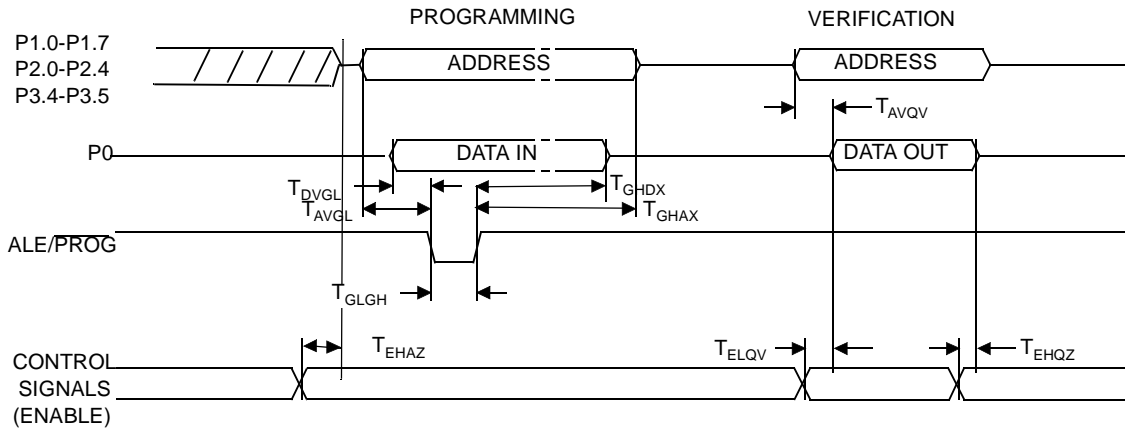 PROGRAMMING
VERIFICATION
P1.0-P1.7
P2.0-P2.4
P3.4-P3.5
ADDRESS
ADDRESS
TAVQV
P0
DATA IN
DATA OUT
TDVGL
TGHDX
TAVGL
TGHAX
ALE/PROG
TGLGH
TEHAZ
TELQV
TEHQZ
CONTROL
SIGNALS
(ENABLE)